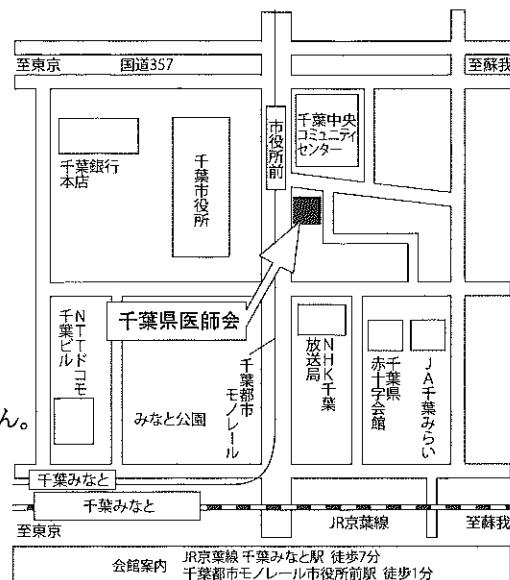 至東京
国道357
至蘇我
市役所前
千葉中央
コミュニティ
センター
千葉銀行
本店
千葉市役所
千葉県医師会
NTTドコモ
千葉ビル
千葉都市
モノレール
みなと公園
NHK千葉
放送局
千葉県
赤十字会館
JA千葉みらい
ん。
千葉みなと
千葉みなと
至東京
JR京葉線
至蘇我
会館案内
JR京葉線 千葉みなと駅 徒歩7分
千葉都市モノレール市役所前駅 徒歩1分